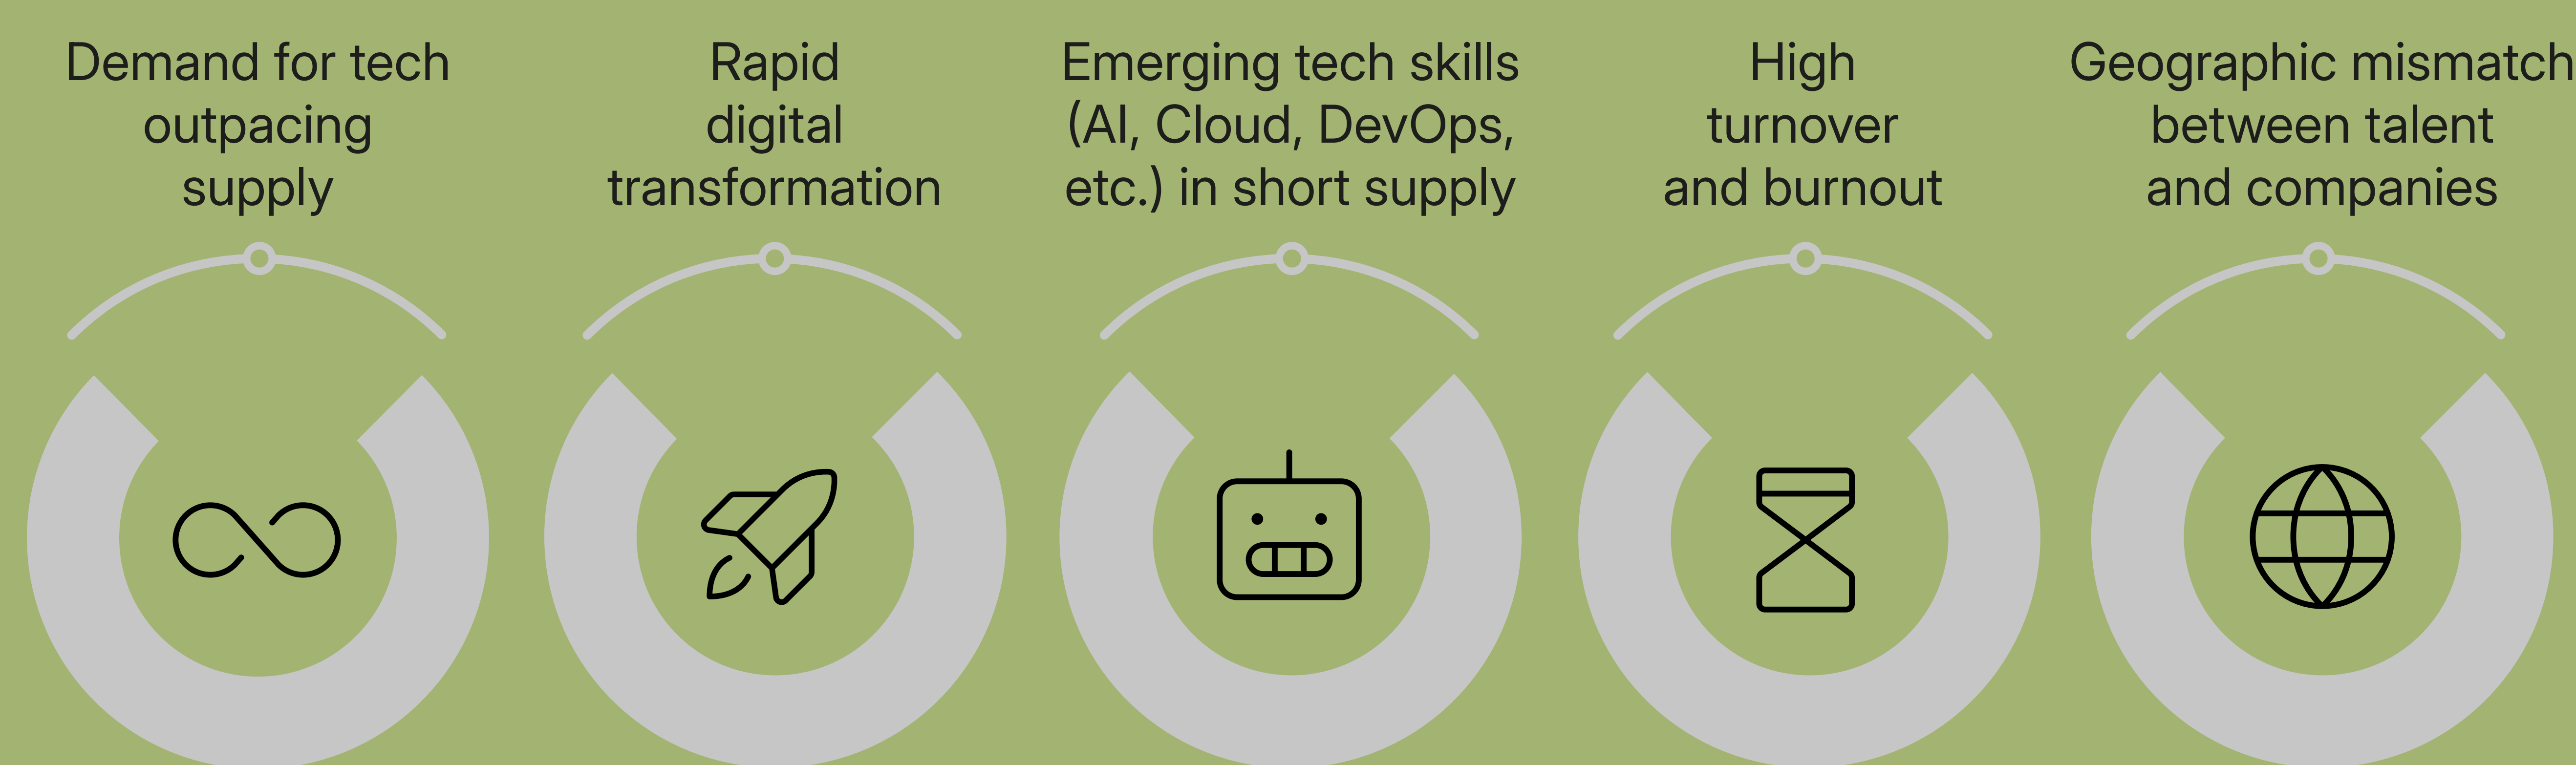 Demand for tech
outpacing
supply
Rapid
digital
transformation
Emerging tech skills
(AI, Cloud, DevOps,
etc.) in short supply
High
turnover
and burnout
Geographic mismatch
between talent
and companies